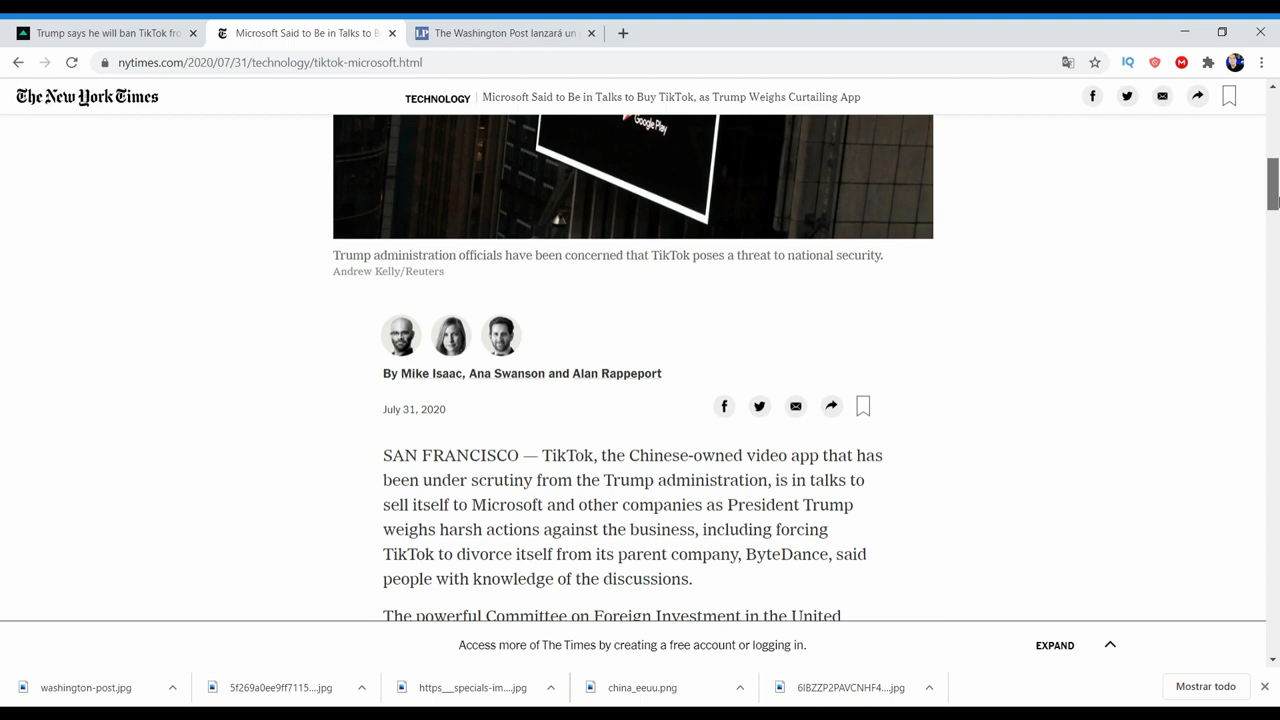 Trump says he will ban TikTok fro
Microsoft Said to Be in Talks to B
The Washington Post lanzará un
nytimes.com/2020/07/31/technology/tiktok-microsoft.html
The New York Times
TECHNOLOGY Microsoft Said to Be in Talks to Buy TikTok, as Trump Weighs Curtailing App
Google Play
Trump administration officials have been concerned that TikTok poses a threat to national security.
Andrew Kelly/Reuters
By Mike Isaac, Ana Swanson and Alan Rappeport
July 31, 2020
SAN FRANCISCO — TikTok, the Chinese-owned video app that has
been under scrutiny from the Trump administration, is in talks to
sell itself to Microsoft and other companies as President Trump
weighs harsh actions against the business, including forcing
TikTok to divorce itself from its parent company, ByteDance, said
people with knowledge of the discussions.
The powerful Committee on Foreign Investment in the United
Access more of The Times by creating a free account or logging in.
EXPAND
washington-post.jpg
5f269a0ee9ff7115....jpg
https___specials-im....jpg
china_eeuu.png
6IBZZP2PAVCNHF4....jpg
Mostrar todo